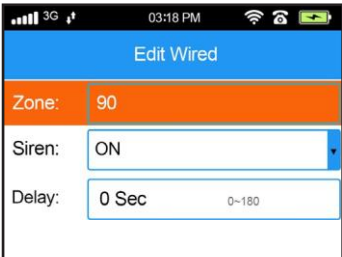 3G 03:18 PM
Edit Wired
Zone: 90
Siren: ON
Delay: 0 Sec 0~180